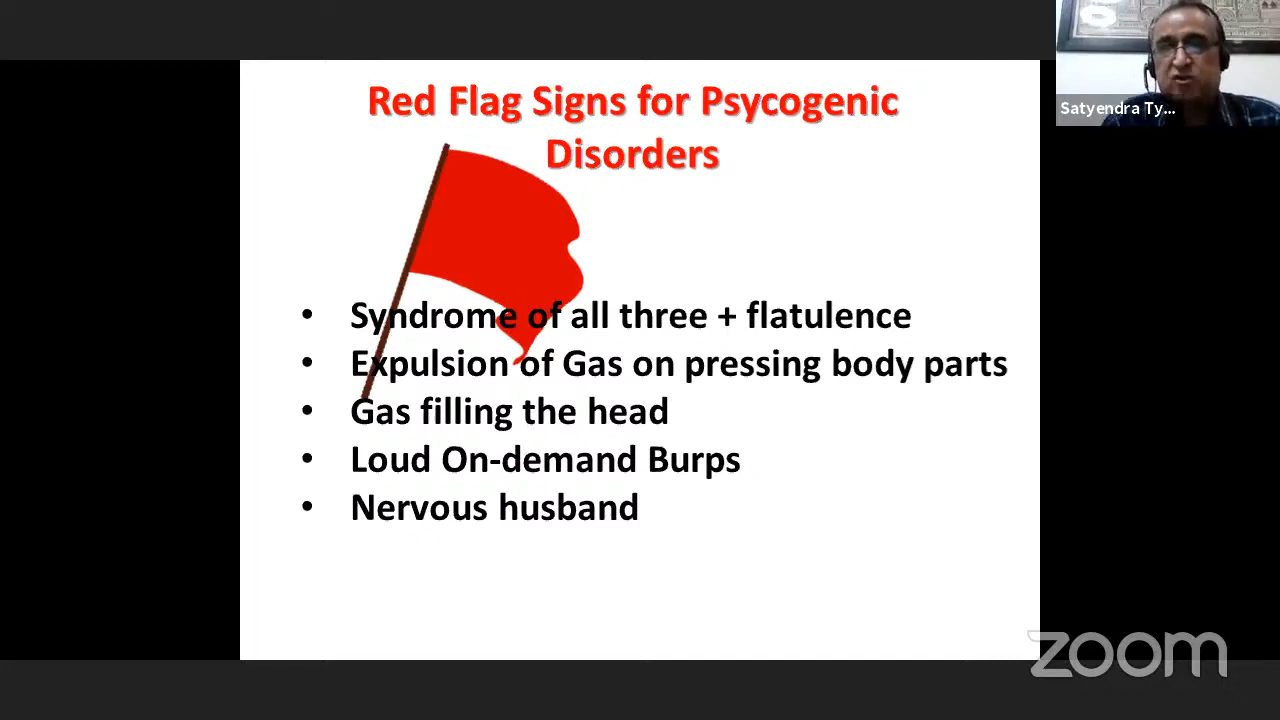 Red Flag Signs for Psycogenic
Disorders
• Syndrome of all three + flatulence
• Expulsion of Gas on pressing body parts
• Gas filling the head
• Loud On-demand Burps
• Nervous husband
Satyendra Ty...
zoom